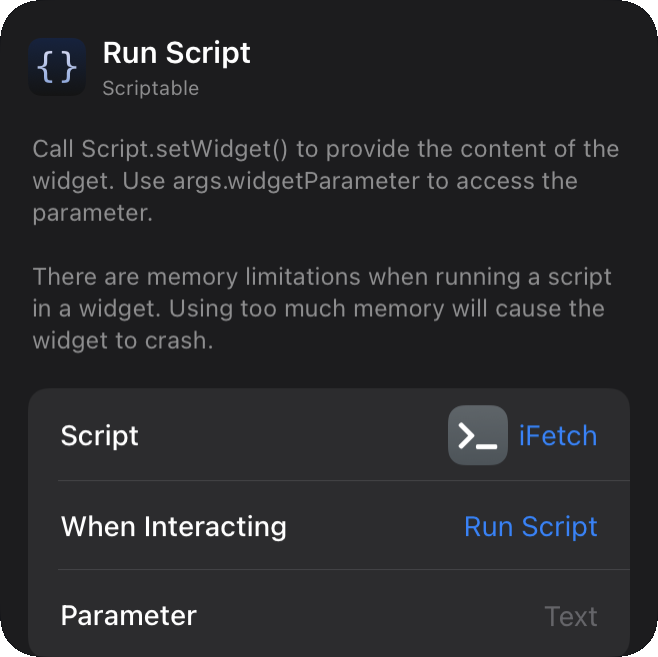 {}
Run Script
Scriptable
Call Script.setWidget() to provide the content of the
widget. Use args.widgetParameter to access the
parameter.
There are memory limitations when running a script
in a widget. Using too much memory will cause the
widget to crash.
Script >_ iFetch
When Interacting Run Script
Parameter Text